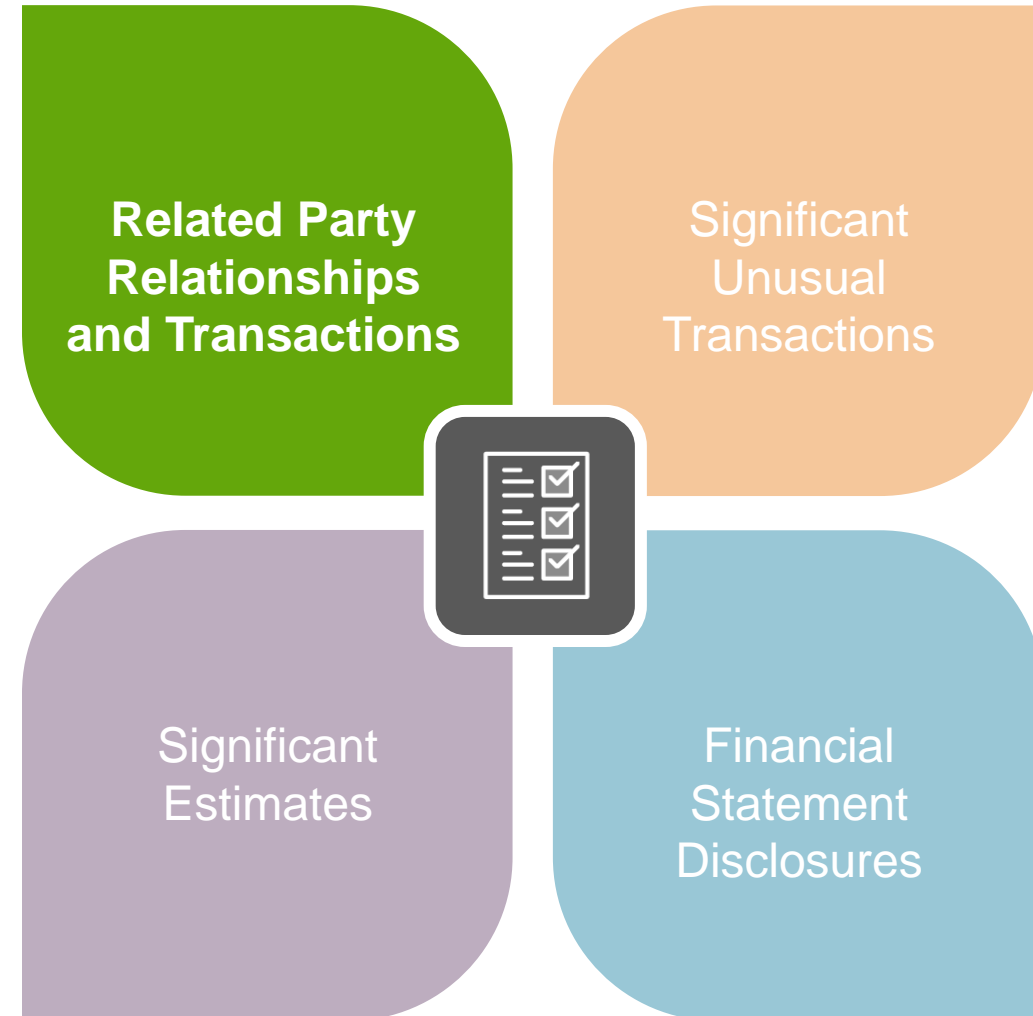 Related Party
Relationships
and Transactions
Significant
Unusual
Transactions
Significant
Estimates
Financial
Statement
Disclosures